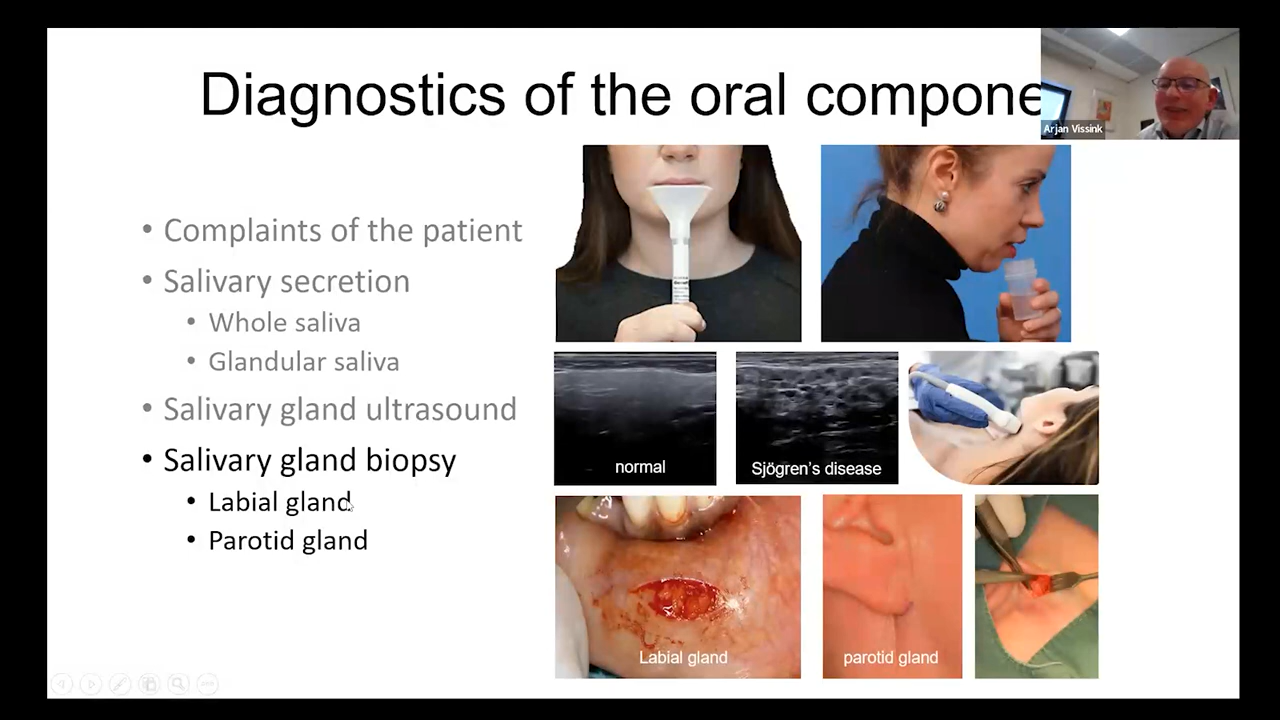 Diagnostics of the oral compone
Arjan Vissink
• Complaints of the patient
• Salivary secretion
• Whole saliva
• Glandular saliva
• Salivary gland ultrasound
• Salivary gland biopsy
• Labial gland
• Parotid gland
normal
Sjögren's disease
Labial gland
parotid gland